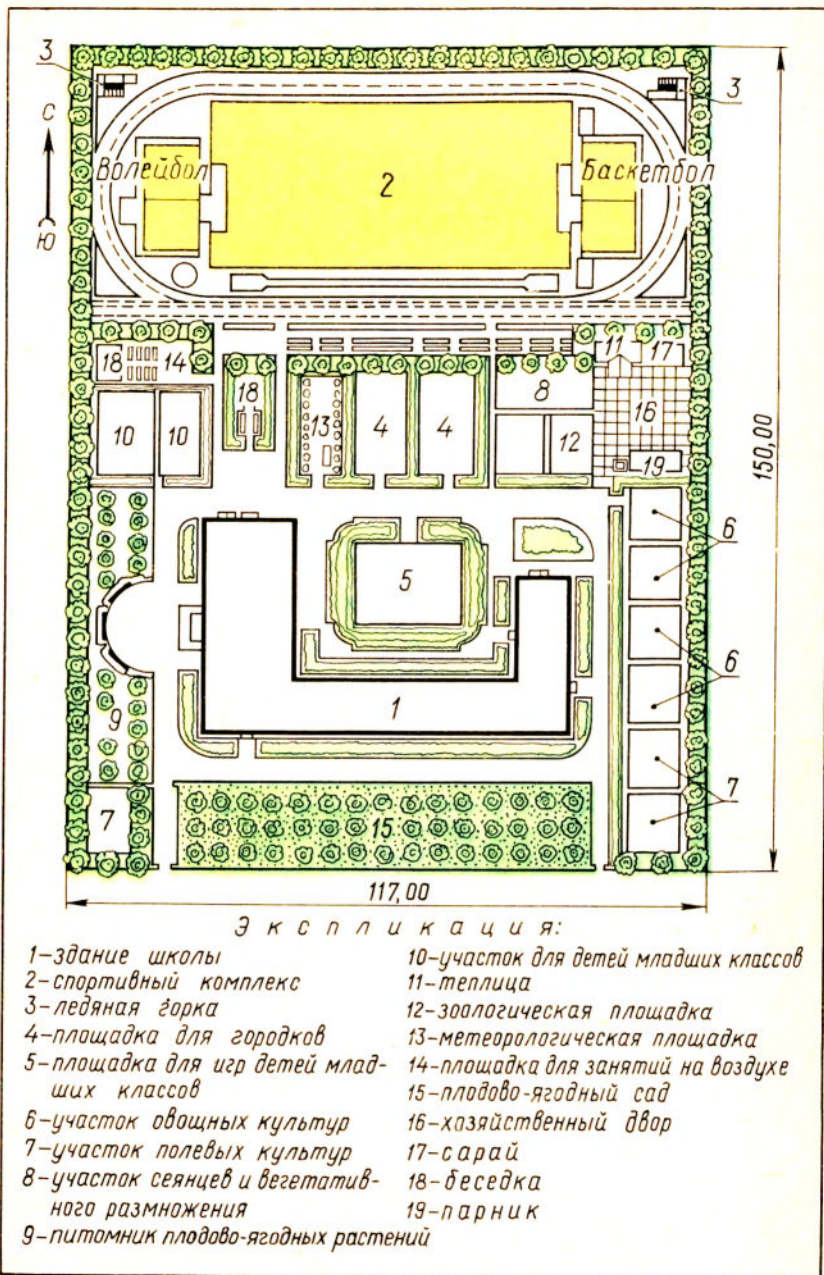 3
3
С
Ю
Волейбол
2
Баскетбол
18
14
18
13
4
4
8
11
17
16
10
10
12
19
150,00
6
5
6
1
9
7
7
15
117,00
Экспликация:
1-здание школы
2-спортивный комплекс
3-ледяная горка
4-площадка для городков
5-площадка для игр детей млад-
ших классов
6-участок овощных культур
7-участок полевых культур
8-участок сеянцев и вегетатив-
ного размножения
9-питомник плодово-ягодных растений
10-участок для детей младших классов
11-теплица
12-зоологическая площадка
13-метеорологическая площадка
14-площадка для занятий на воздухе
15-плодово-ягодный сад
16-хозяйственный двор
17-сарай
18-беседка
19-парник